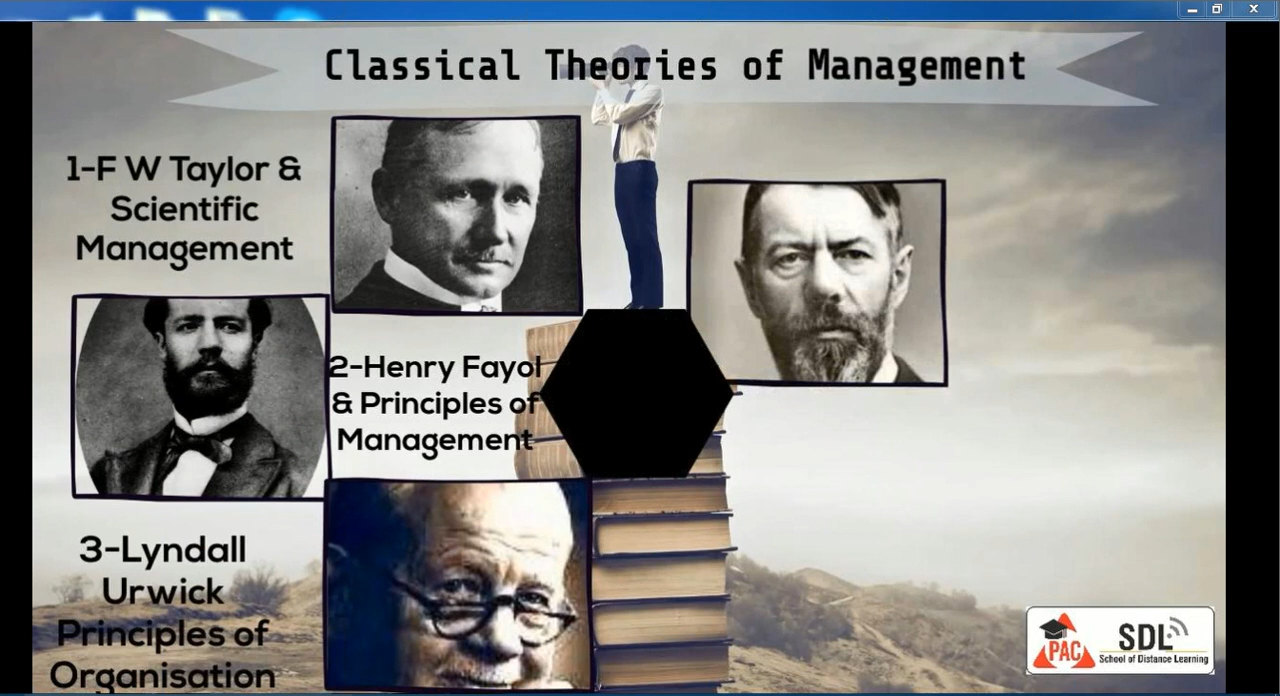 Classical Theories of Management
1-F W Taylor &
Scientific
Management
2-Henry Fayol
& Principles of
Management
3-Lyndall
Urwick
Principles of
Organisation
PAC
SDL
School of Distance Learning